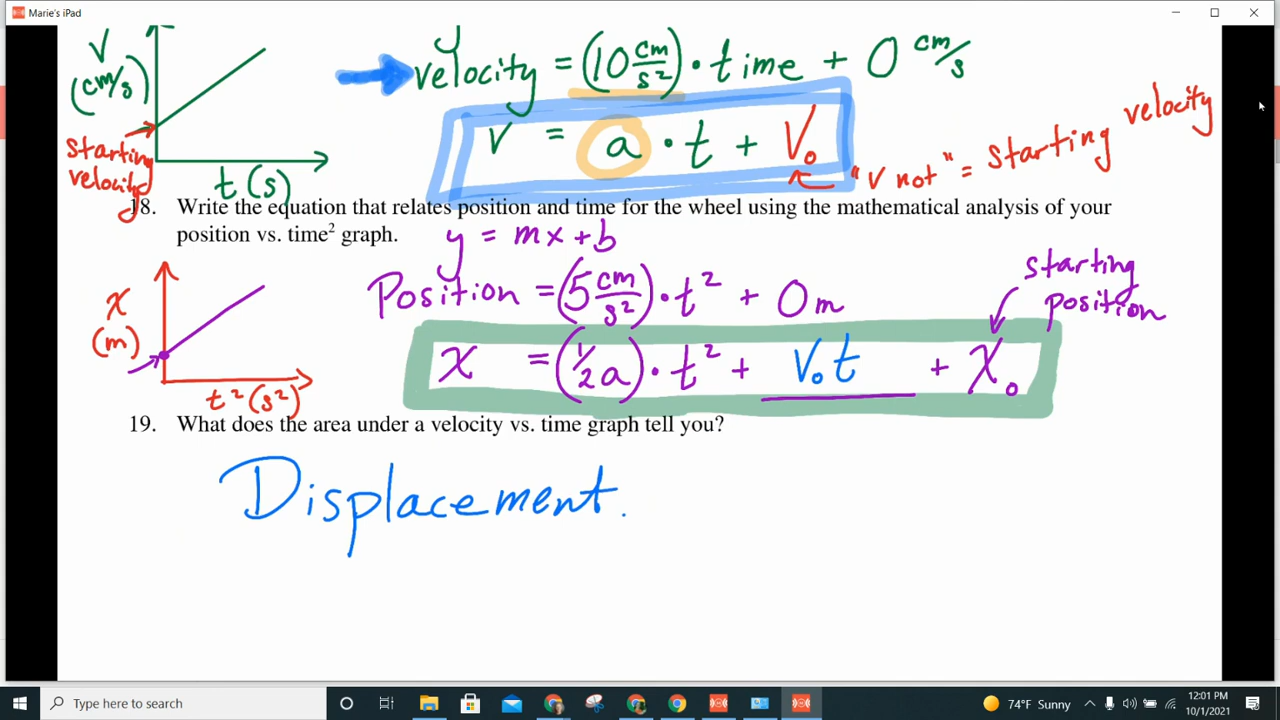 Marie's iPad
y
V
(cm/s)
velocity = (10 cm/s²) · time + 0 cm/s
v = a · t + V₀
starting velocity
"V not" = starting velocity
t (s)
18. Write the equation that relates position and time for the wheel using the mathematical analysis of your
position vs. time² graph.
y = mx + b
x
(m)
Position = (5 cm/s²) · t² + 0m
starting
position
x = (1/2 a) · t² + V₀t + X₀
t² (s²)
19. What does the area under a velocity vs. time graph tell you?
Displacement.
Type here to search
74°F Sunny
12:01 PM
10/1/2021